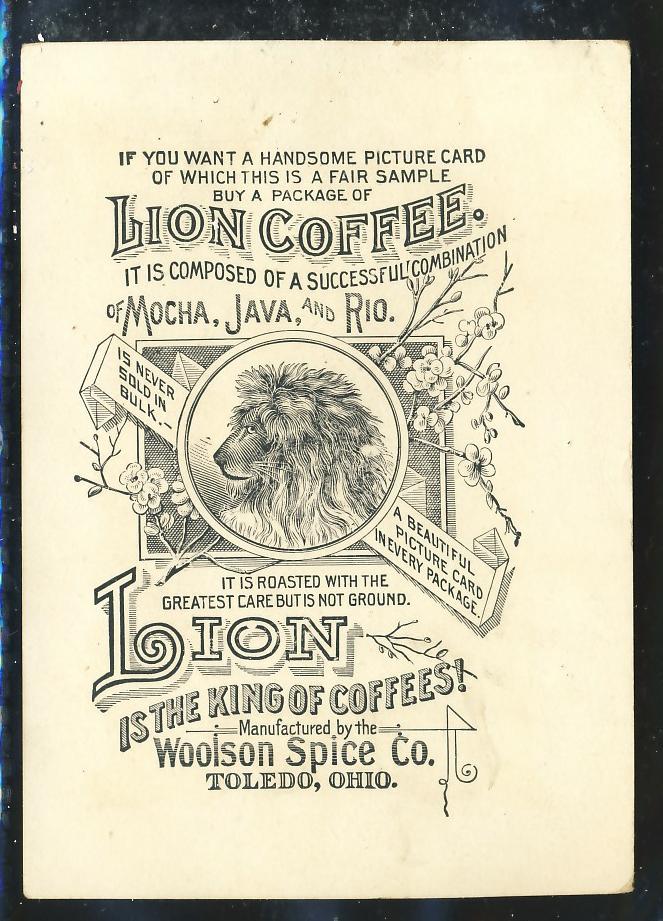 IF YOU WANT A HANDSOME PICTURE CARD
OF WHICH THIS IS A FAIR SAMPLE
BUY A PACKAGE OF
LION COFFEE.
IT IS COMPOSED OF A SUCCESSFUL COMBINATION
OF MOCHA, JAVA, AND RIO.
IS NEVER
SOLD IN
BULK.-
A BEAUTIFUL
PICTURE CARD
IN EVERY PACKAGE.
IT IS ROASTED WITH THE
GREATEST CARE BUT IS NOT GROUND.
LION
IS THE KING OF COFFEES!
Manufactured by the
Woolson Spice Co.
TOLEDO, OHIO.